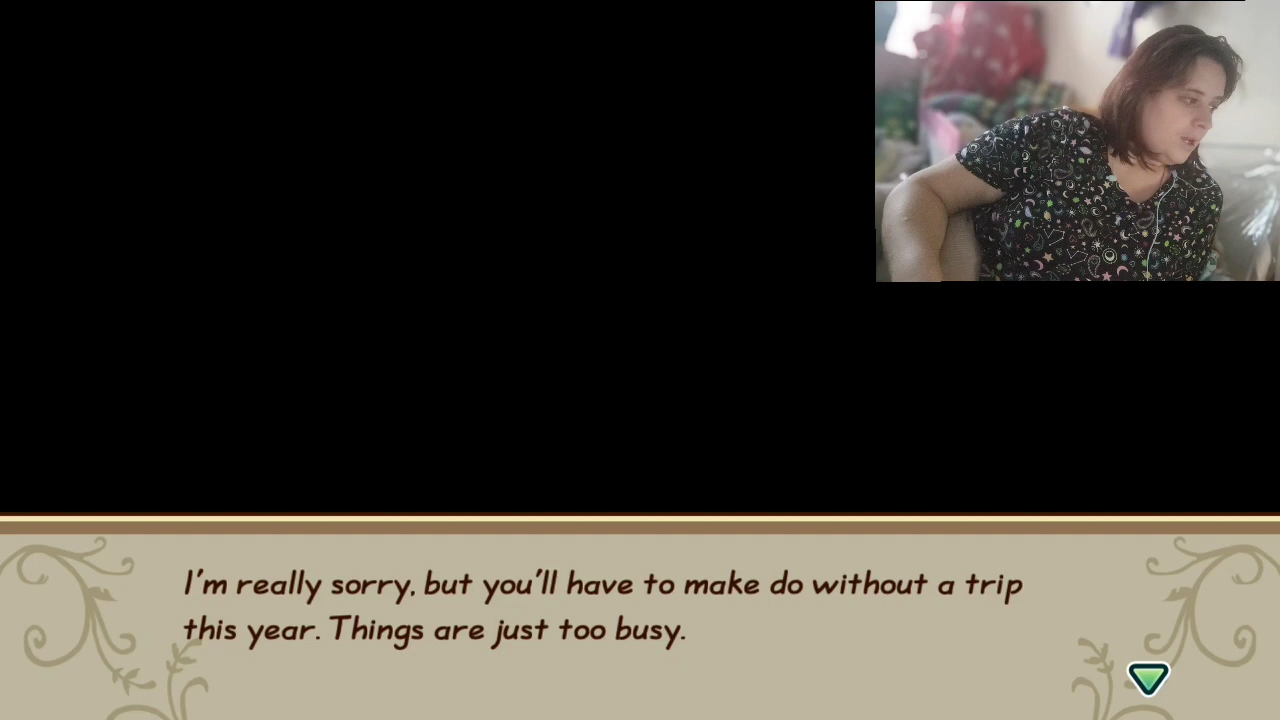 I'm really sorry, but you'll have to make do without a trip
this year. Things are just too busy.